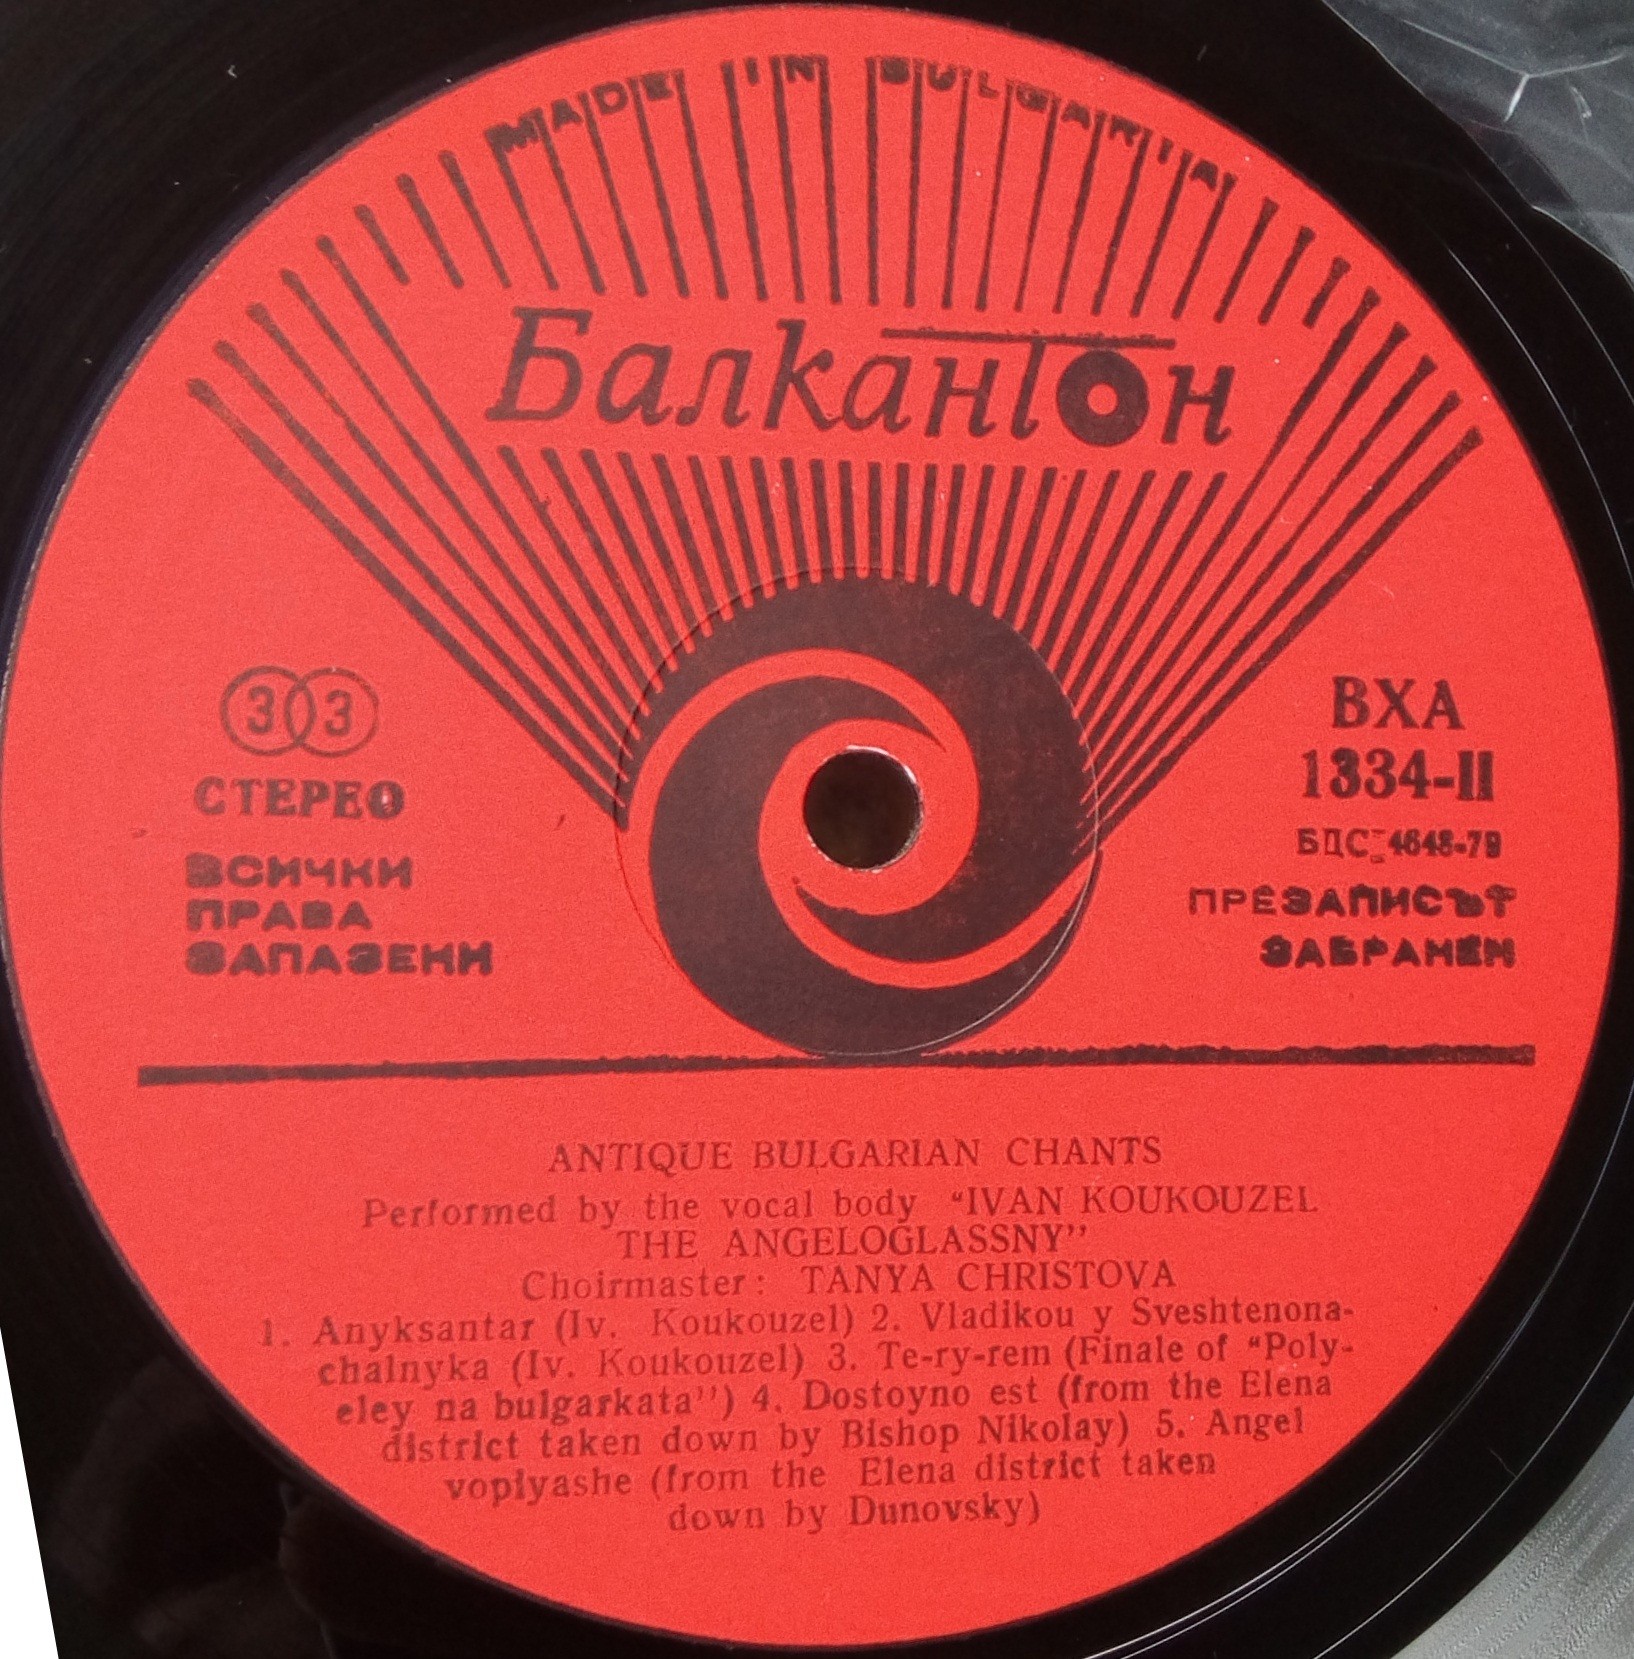 MADE IN BULGARIA
Балкантон
33
СТЕРЕО
ВСИЧКИ
ПРАВА
ЗАПАЗЕНИ
ВХА
1334-II
БДС 4648-79
ПРЕЗАПИСЪТ
ЗАБРАНЕН
ANTIQUE BULGARIAN CHANTS
Performed by the vocal body “IVAN KOUKOUZEL
THE ANGELOGLASSNY”
Choirmaster: TANYA CHRISTOVA
1. Anyksantar (Iv. Koukouzel) 2. Vladikou y Sveshtenona-
chalnyka (Iv. Koukouzel) 3. Te-ry-rem (Finale of “Poly-
eley na bulgarkata”) 4. Dostoyno est (from the Elena
district taken down by Bishop Nikolay) 5. Angel
voplyashe (from the Elena district taken
down by Dunovsky)